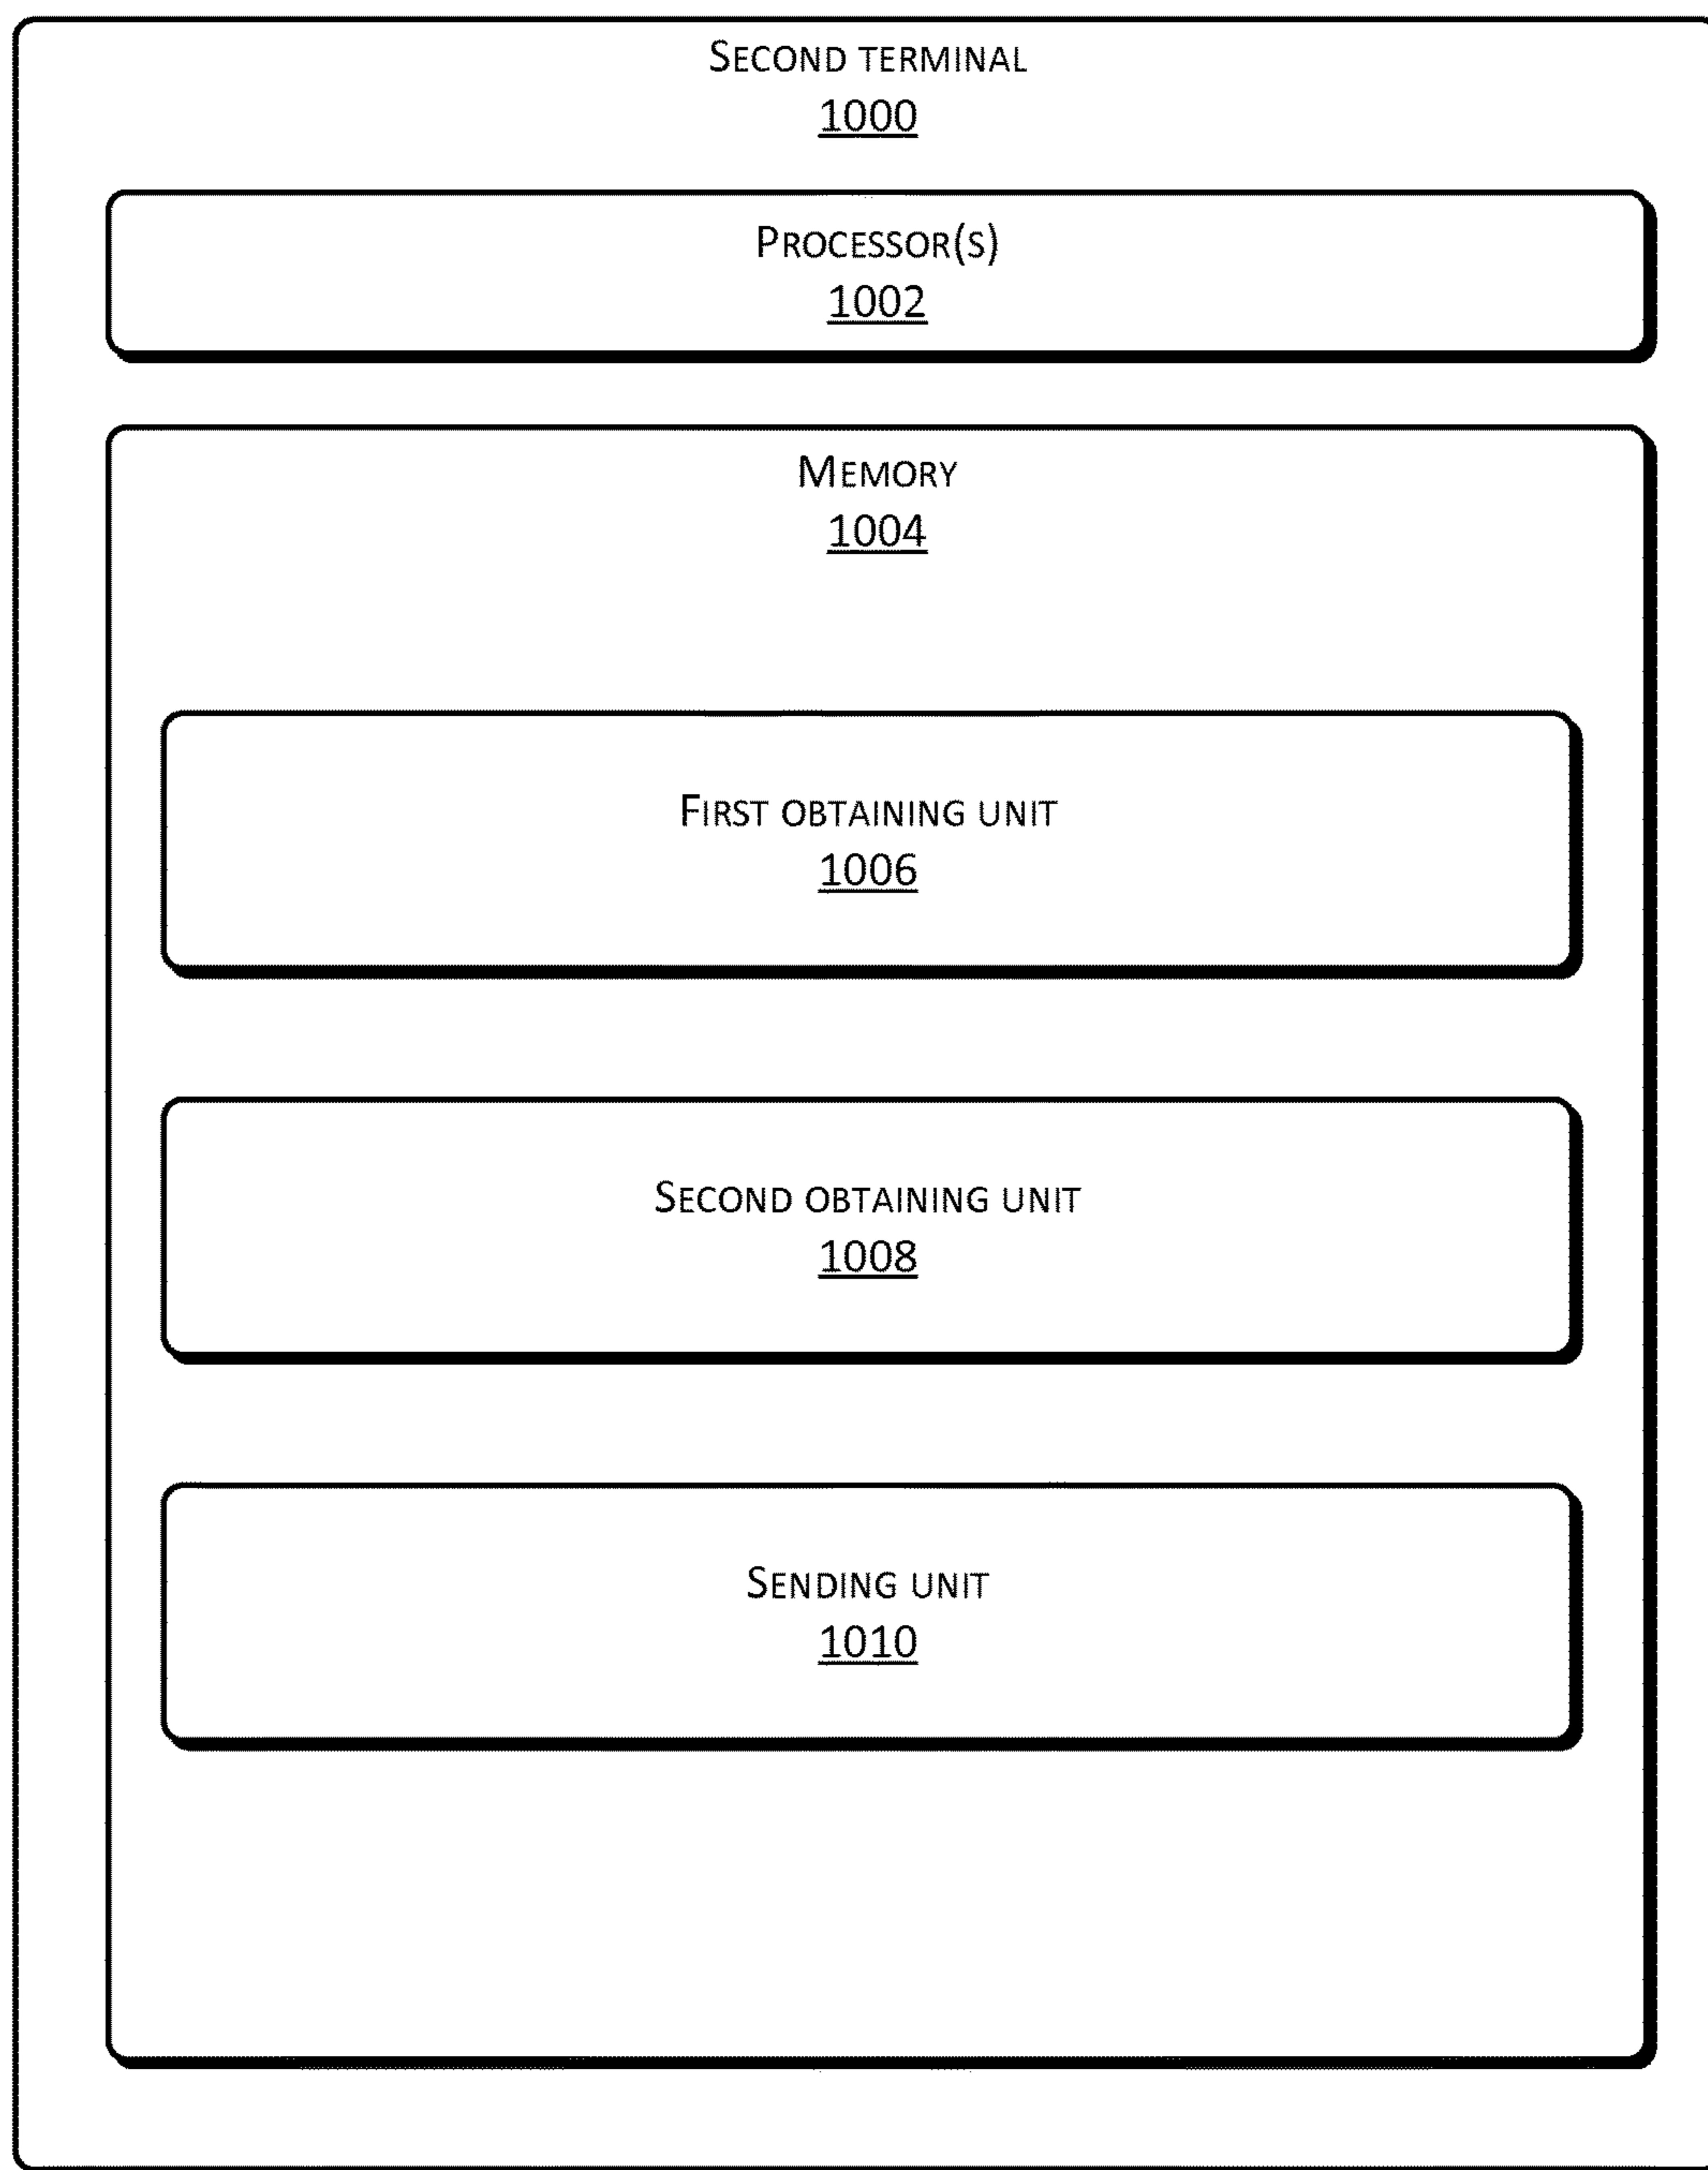 SECOND TERMINAL
1000
PROCESSOR(S)
1002
MEMORY
1004
FIRST OBTAINING UNIT
1006
SECOND OBTAINING UNIT
1008
SENDING UNIT
1010